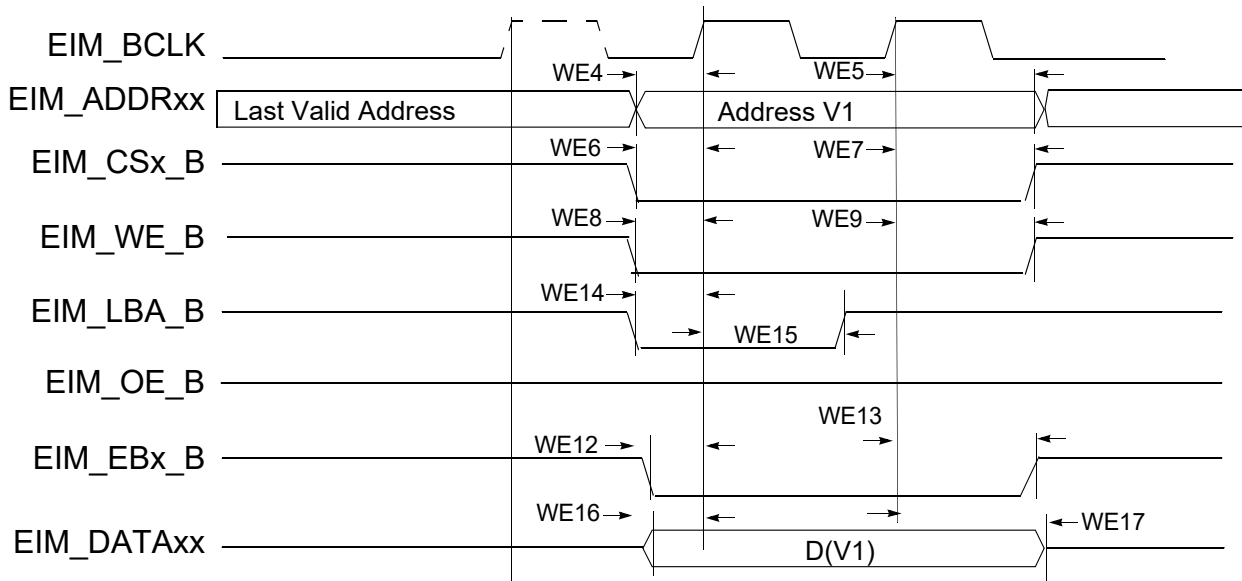 EIM_BCLK
WE4
WE5
EIM_ADDRxx
Last Valid Address
Address V1
WE6
WE7
EIM_CSx_B
WE8
WE9
EIM_WE_B
WE14
EIM_LBA_B
WE15
EIM_OE_B
WE13
WE12
EIM_EBx_B
WE16
WE17
EIM_DATAxx
D(V1)